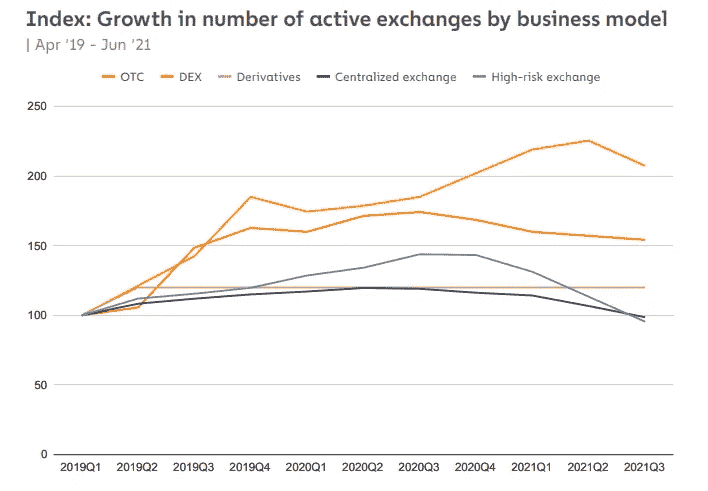 Index: Growth in number of active exchanges by business model
| Apr '19 - Jun '21
OTC DEX Derivatives Centralized exchange High-risk exchange
250
200
150
100
50
0
2019Q1 2019Q2 2019Q3 2019Q4 2020Q1 2020Q2 2020Q3 2020Q4 2021Q1 2021Q2 2021Q3